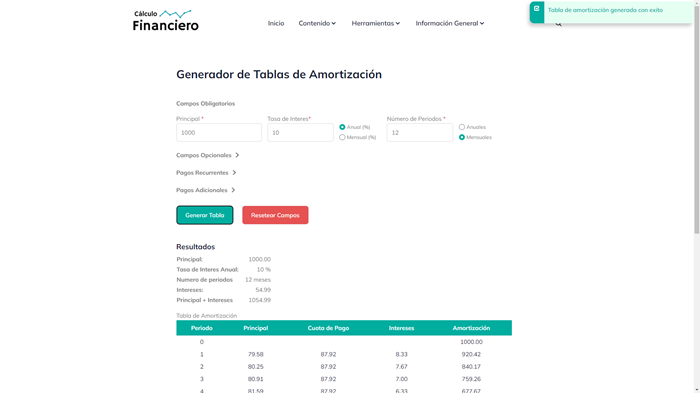 Cálculo
Financiero
Inicio
Contenido
Herramientas
Información General
Tabla de amortización generada con exito
Generador de Tablas de Amortización
Campos Obligatorios
Principal *
Tasa de Interes*
Número de Periodos *
1000
10
Anual (%)
Mensual (%)
12
Anuales
Mensuales
Campos Opcionales
Pagos Recurrentes
Pagos Adicionales
Generar Tabla
Resetear Campos
Resultados
Principal: 1000.00
Tasa de Interes Anual: 10 %
Numero de periodos 12 meses
Intereses: 54.99
Principal + Intereses 1054.99
Tabla de Amortización
Periodo Principal Cuota de Pago Intereses Amortización
0 1000.00
1 79.58 87.92 8.33 920.42
2 80.25 87.92 7.67 840.17
3 80.91 87.92 7.00 759.26
4 81.59 87.92 6.33 677.67